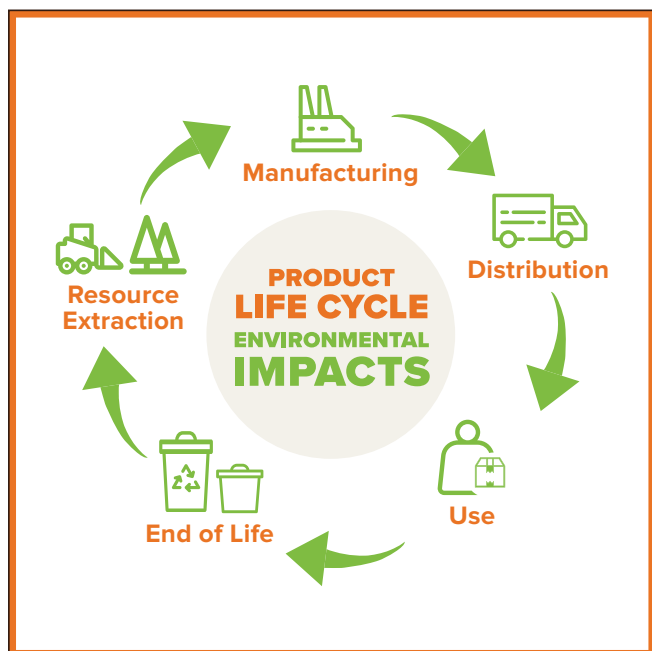 PRODUCT
LIFE CYCLE
ENVIRONMENTAL
IMPACTS
Manufacturing
Distribution
Use
End of Life
Resource
Extraction